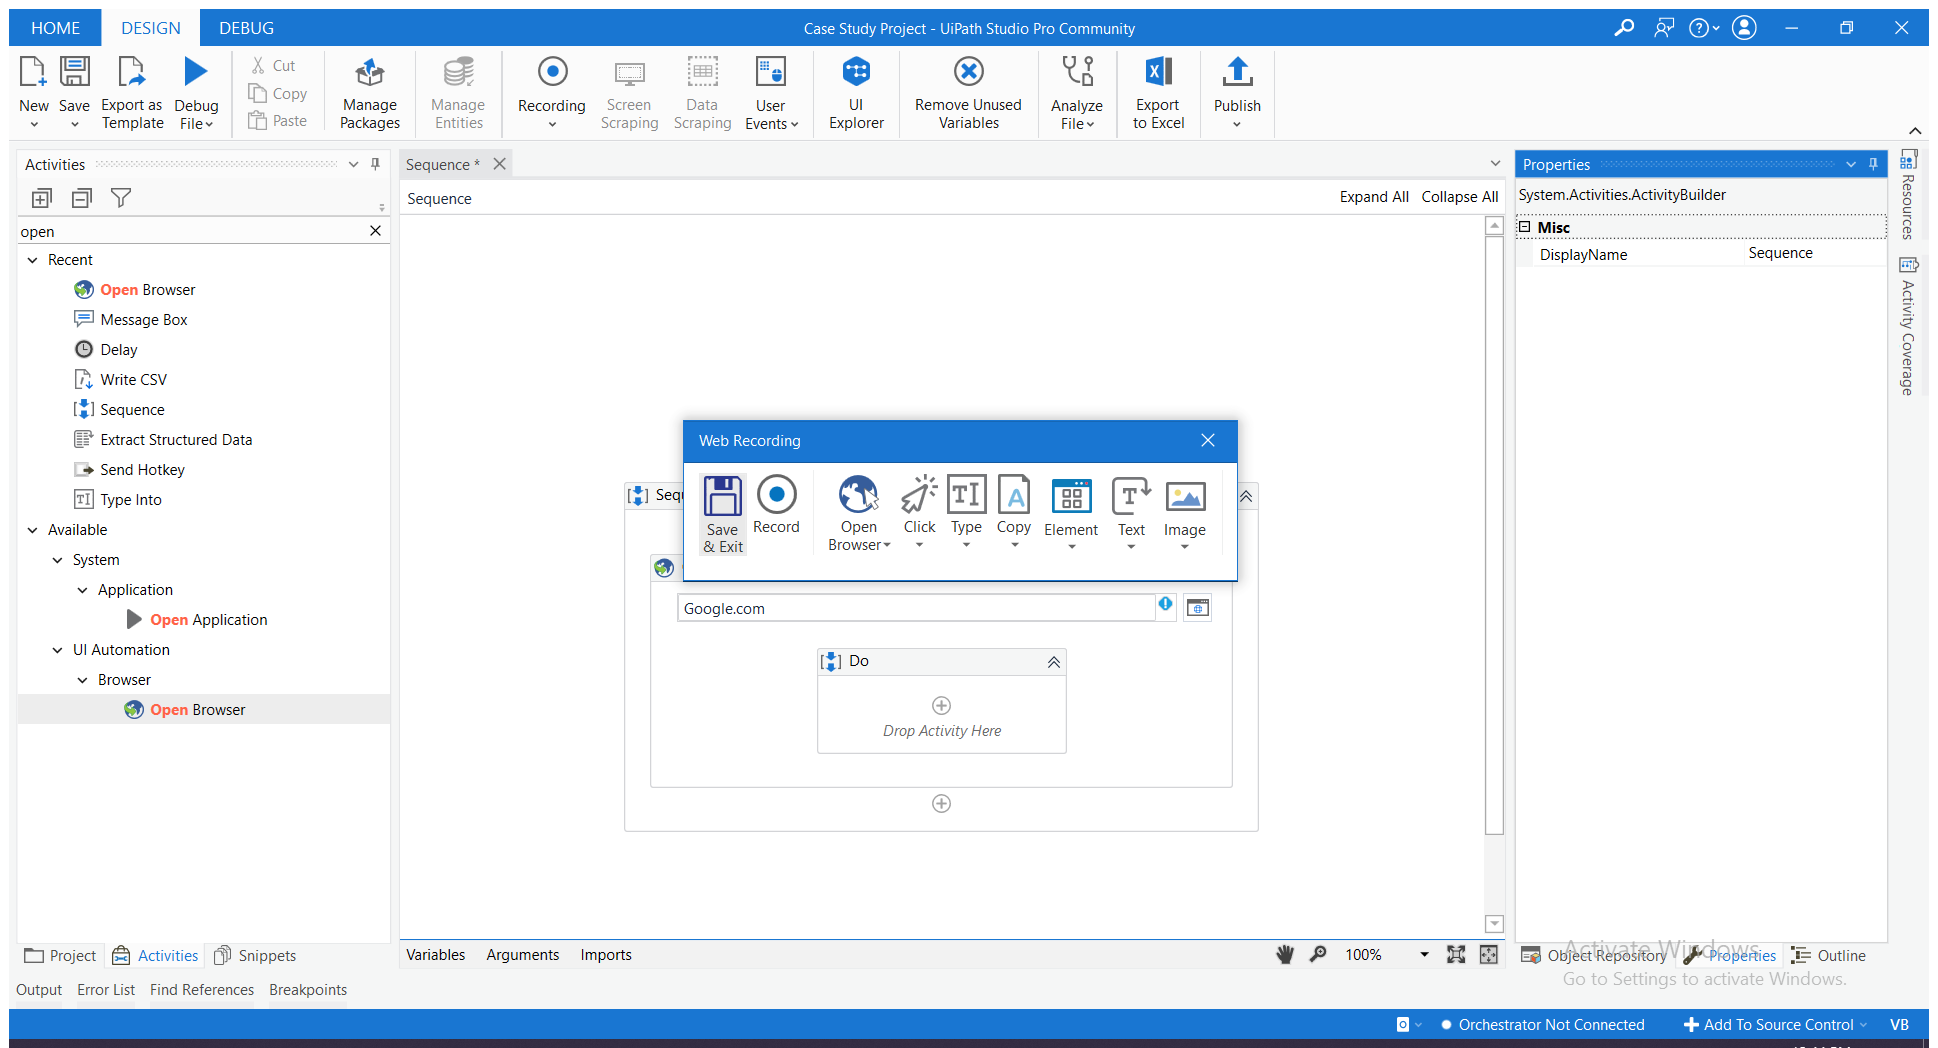 HOME DESIGN DEBUG Case Study Project - UiPath Studio Pro Community
New Save Export as Template Debug File Cut Copy Paste Manage Packages Manage Entities Recording Screen Scraping Data Scraping User Events UI Explorer Remove Unused Variables Analyze File Export to Excel Publish
Activities
open
Recent
Open Browser
Message Box
Delay
Write CSV
Sequence
Extract Structured Data
Send Hotkey
Type Into
Available
System
Application
Open Application
UI Automation
Browser
Open Browser
Project Activities Snippets
Sequence *
Sequence Expand All Collapse All
Web Recording
Save & Exit Record Open Browser Click Type Copy Element Text Image
Google.com
Do
Drop Activity Here
Variables Arguments Imports 100%
Properties
System.Activities.ActivityBuilder
Misc
DisplayName Sequence
Resources
Activity Coverage
Object Repository Properties Outline
Activate Windows
Go to Settings to activate Windows.
Output Error List Find References Breakpoints
Orchestrator Not Connected Add To Source Control VB